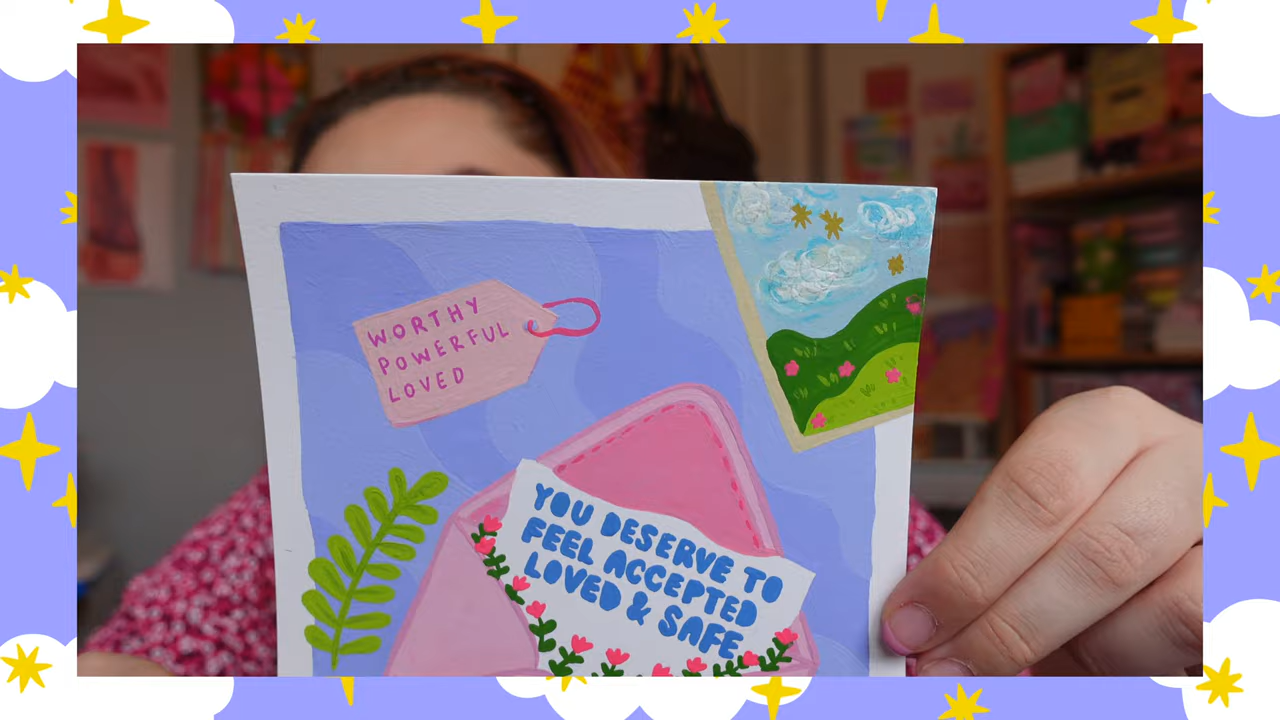 WORTHY
POWERFUL
LOVED
YOU DESERVE TO
FEEL ACCEPTED
LOVED & SAFE